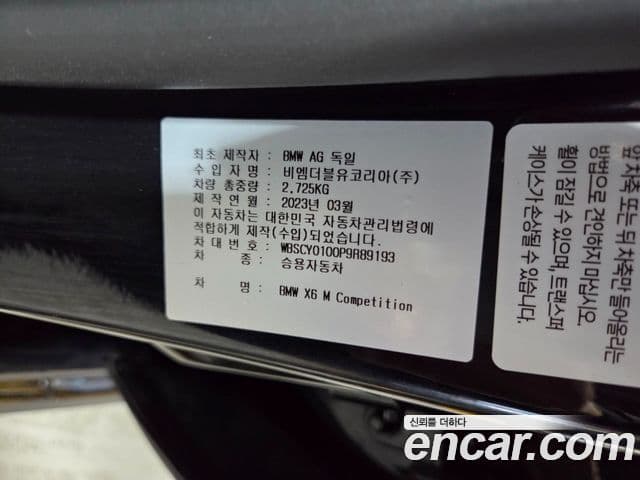 최초 제작자 : BMW AG 독일
수 입 자 명 : 비엠더블유코리아(주)
차량 총중량 : 2,725KG
제 작 연 월 : 2023년 03월
이 자동차는 대한민국 자동차관리법령에
적합하게 제작(수입)되었습니다.
차 대 번 호 : WBSCY0100P9R89193
차 종 : 승용자동차
차 명 : BMW X6 M Competition
앞 차축 또는 뒤 차축만 들어올리는
방법으로 견인하지 마십시오.
휠이 잠길 수 있으며, 트랜스퍼
케이스가 손상될 수 있습니다.
신뢰를 더하다
encar.com